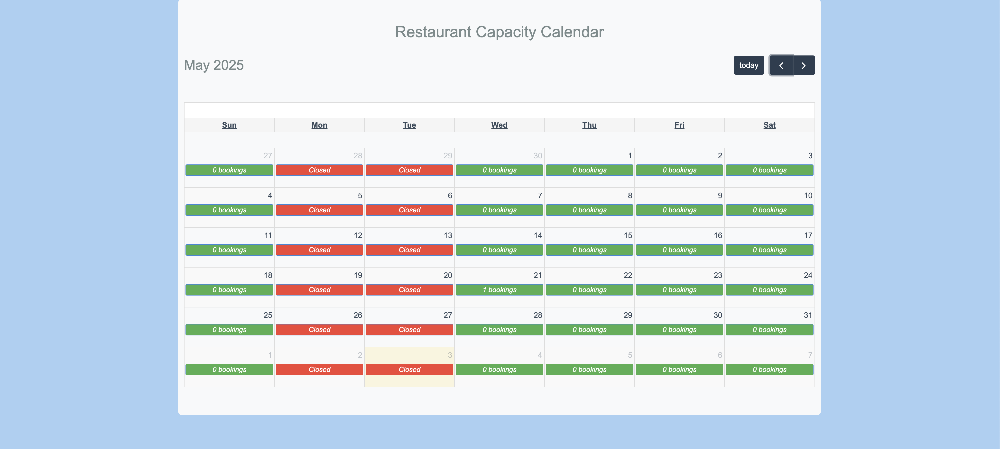 Restaurant Capacity Calendar
May 2025
today
Sun Mon Tue Wed Thu Fri Sat
27 28 29 30 1 2 3
0 bookings Closed Closed 0 bookings 0 bookings 0 bookings 0 bookings
4 5 6 7 8 9 10
0 bookings Closed Closed 0 bookings 0 bookings 0 bookings 0 bookings
11 12 13 14 15 16 17
0 bookings Closed Closed 0 bookings 0 bookings 0 bookings 0 bookings
18 19 20 21 22 23 24
0 bookings Closed Closed 1 bookings 0 bookings 0 bookings 0 bookings
25 26 27 28 29 30 31
0 bookings Closed Closed 0 bookings 0 bookings 0 bookings 0 bookings
1 2 3 4 5 6 7
0 bookings Closed Closed 0 bookings 0 bookings 0 bookings 0 bookings